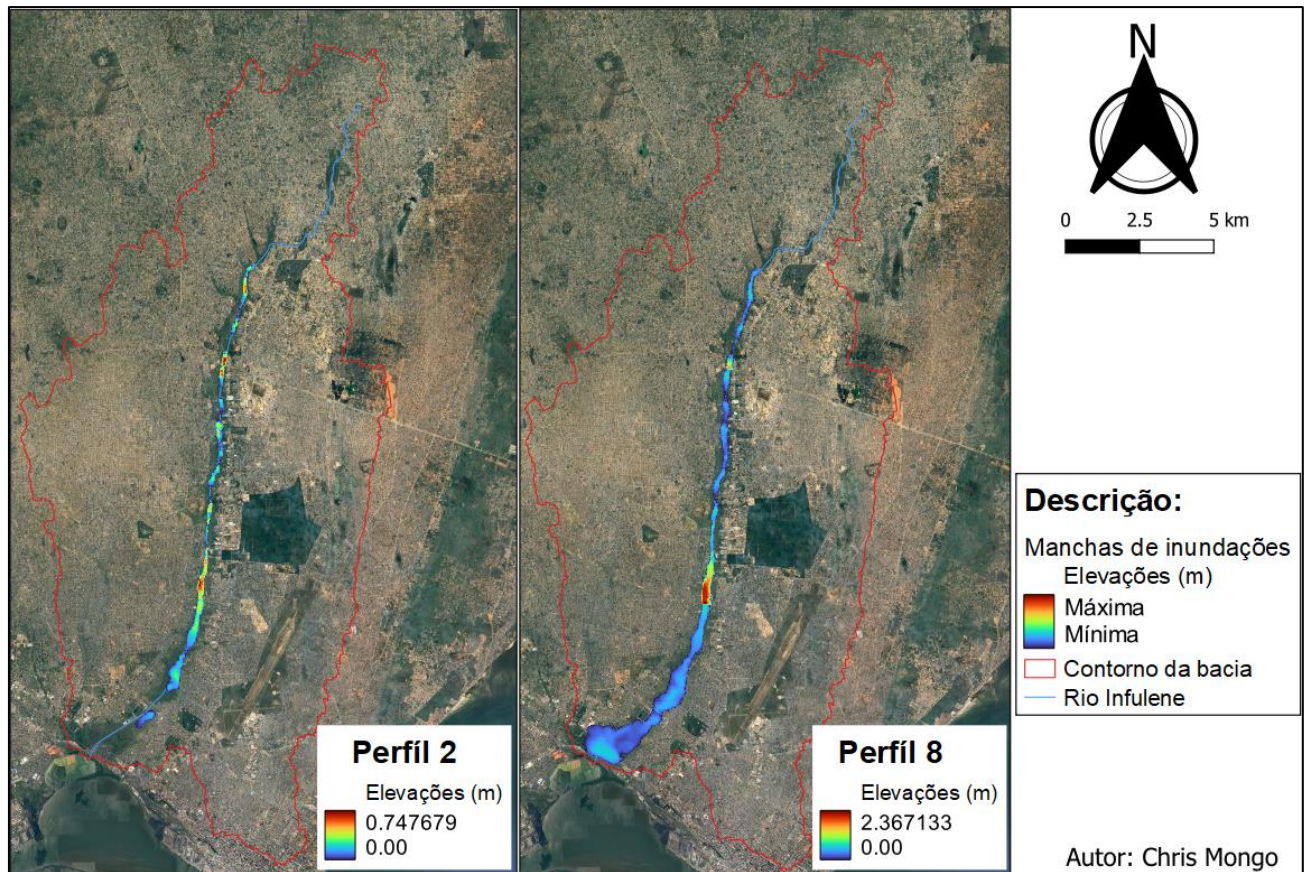 N
0 2.5 5 km
Descrição:
Manchas de inundações
Elevações (m)
Máxima
Mínima
Contorno da bacia
Rio Infulene
Perfíl 2
Elevações (m)
0.747679
0.00
Perfíl 8
Elevações (m)
2.367133
0.00
Autor: Chris Mongo